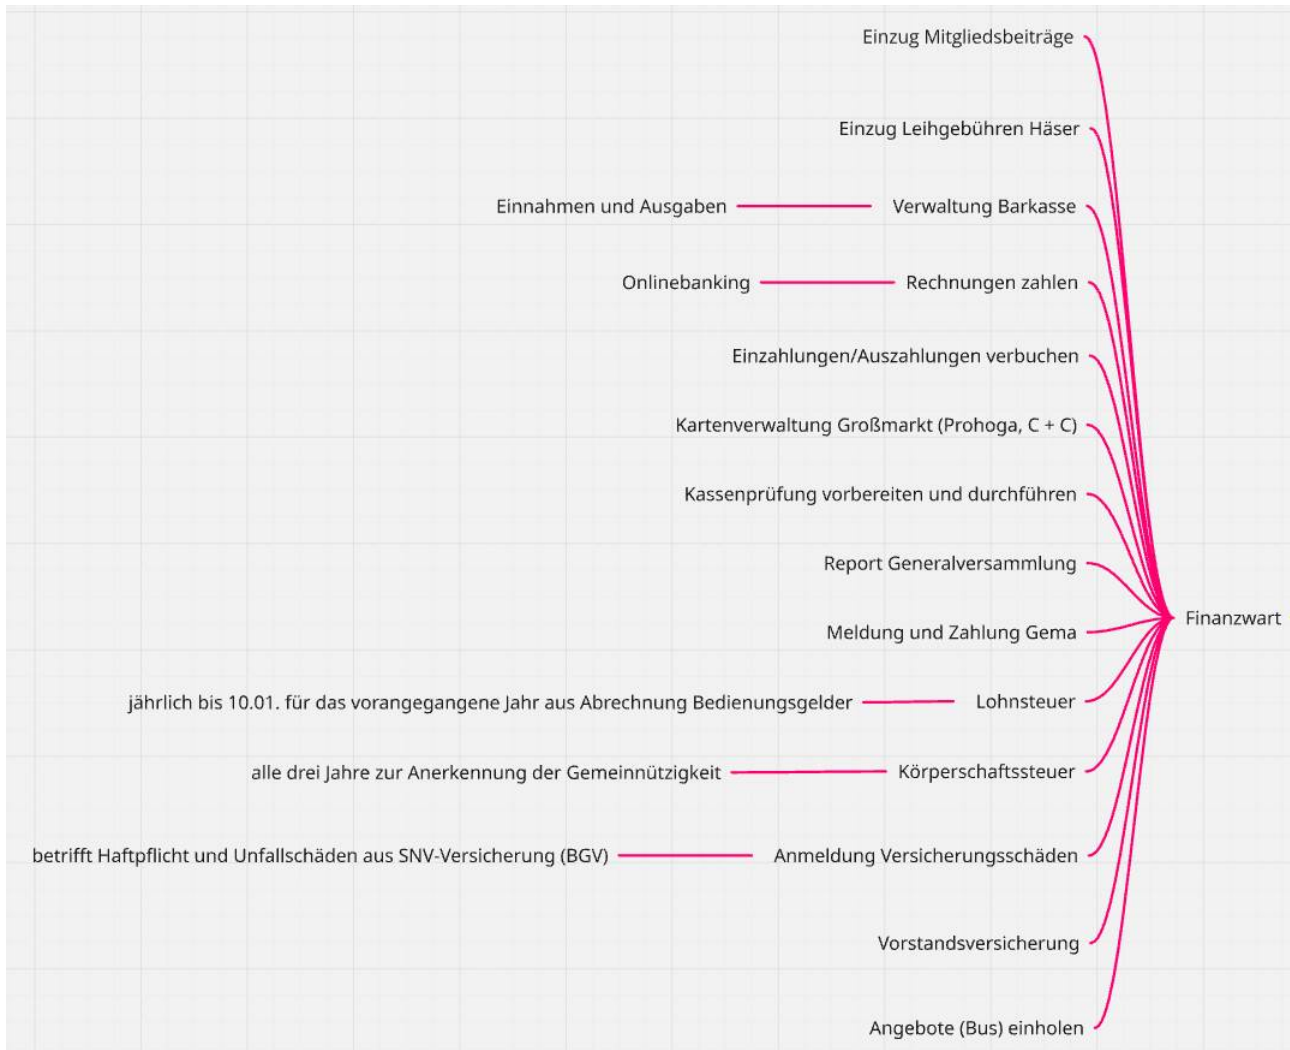 Einzug Mitgliedsbeiträge
Einzug Leihgebühren Häser
Einnahmen und Ausgaben Verwaltung Barkasse
Onlinebanking Rechnungen zahlen
Einzahlungen/Auszahlungen verbuchen
Kartenverwaltung Großmarkt (Prohoga, C + C)
Kassenprüfung vorbereiten und durchführen
Report Generalversammlung
Finanzwart
Meldung und Zahlung Gema
jährlich bis 10.01. für das vorangegangene Jahr aus Abrechnung Bedienungsgelder Lohnsteuer
alle drei Jahre zur Anerkennung der Gemeinnützigkeit Körperschaftssteuer
betrifft Haftpflicht und Unfallschäden aus SNV-Versicherung (BGV) Anmeldung Versicherungsschäden
Vorstandsversicherung
Angebote (Bus) einholen